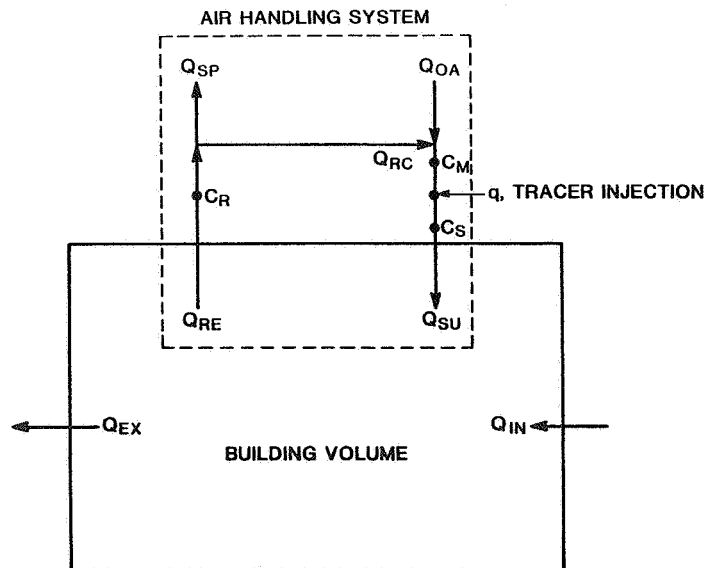 AIR HANDLING SYSTEM
QSP
QOA
QRC
CM
CR
q, TRACER INJECTION
CS
QRE
QSU
QEX
QIN
BUILDING VOLUME